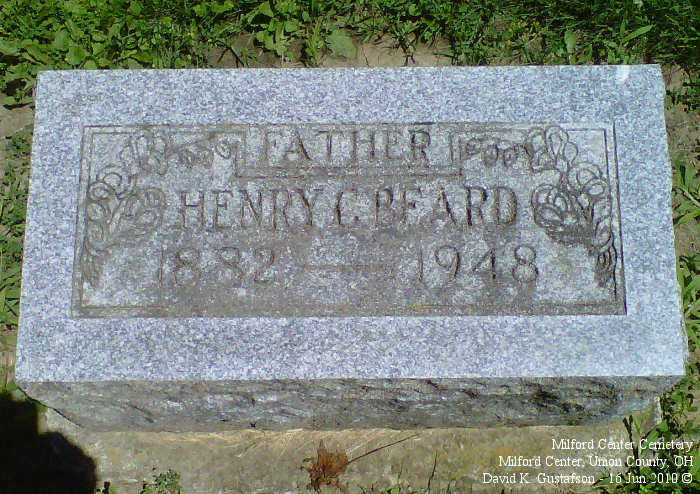 FATHER
HENRY C. BEARD
1882 — 1948
Milford Center Cemetery
Milford Center, Union County, OH
David K. Gustafson - 16 Jun 2010 ©